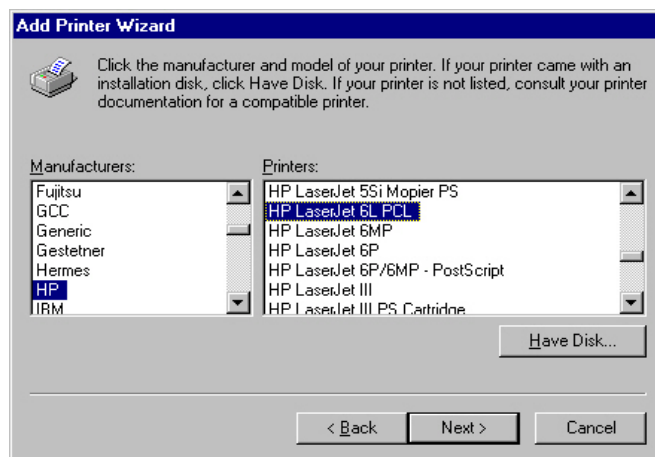 Add Printer Wizard
Click the manufacturer and model of your printer. If your printer came with an
installation disk, click Have Disk. If your printer is not listed, consult your printer
documentation for a compatible printer.
Manufacturers:
Printers:
Fujitsu
GCC
Generic
Gestetner
Hermes
HP
IBM
HP LaserJet 5Si Mopier PS
HP LaserJet 6L PCL
HP LaserJet 6MP
HP LaserJet 6P
HP LaserJet 6P/6MP - PostScript
HP LaserJet III
HP LaserJet III PS Cartridge
Have Disk...
< Back
Next >
Cancel